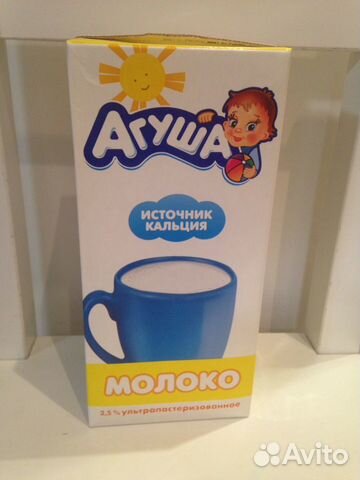 Агуша
ИСТОЧНИК
КАЛЬЦИЯ
МОЛОКО
2,5% ультрапастеризованное
Avito